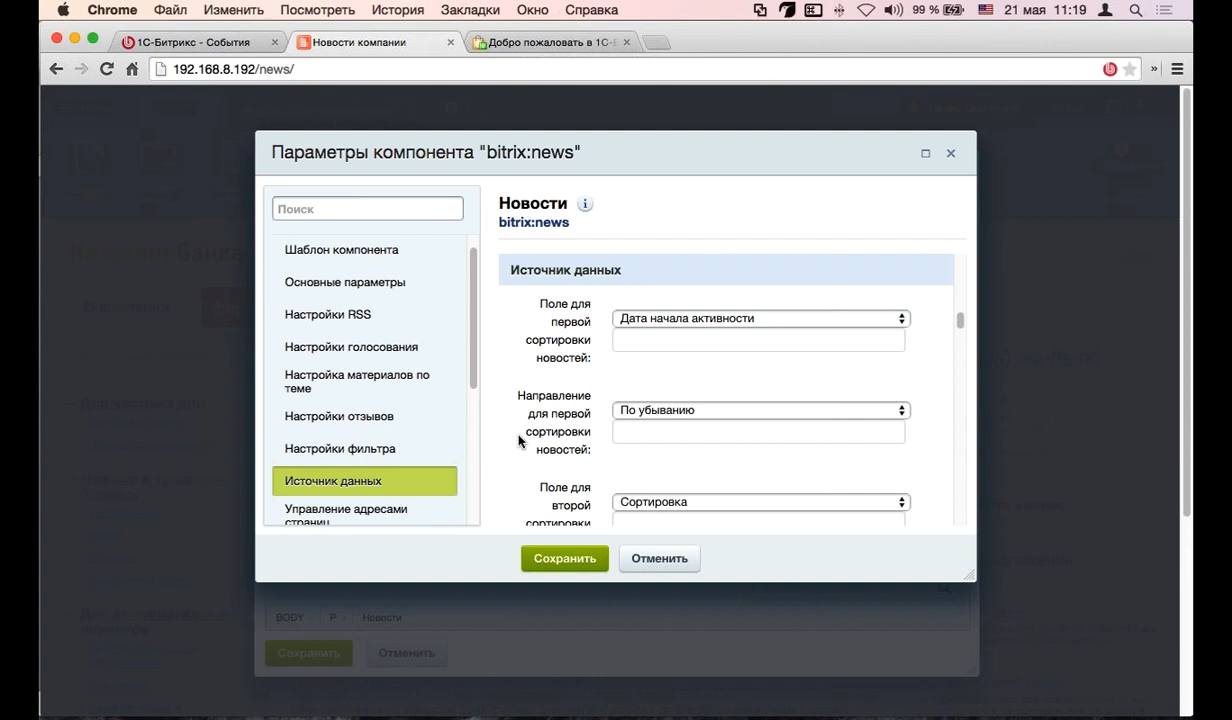 Chrome Файл Изменить Посмотреть История Закладки Окно Справка 99 % 21 мая 11:19
1С-Битрикс - События Новости компании Добро пожаловать в 1С-
192.168.8.192/news/
Параметры компонента "bitrix:news"
Поиск
Шаблон компонента
Основные параметры
Настройки RSS
Настройки голосования
Настройка материалов по
теме
Настройки отзывов
Настройки фильтра
Источник данных
Управление адресами
страниц
Новости
bitrix:news
Источник данных
Поле для
первой
сортировки
новостей:
Дата начала активности
Направление
для первой
сортировки
новостей:
По убыванию
Поле для
второй
сортировки
Сортировка
Сохранить Отменить
BODY P Новости
Сохранить Отменить